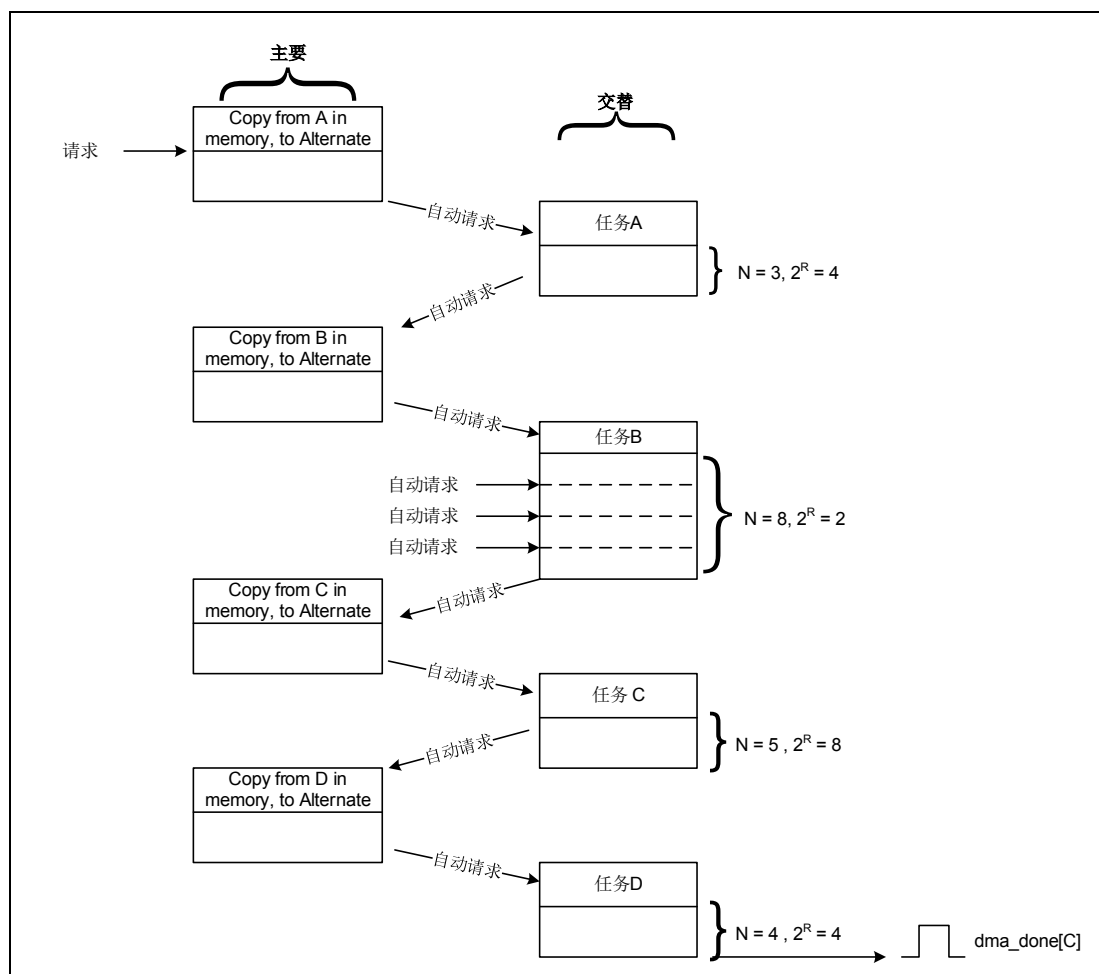 主要
交替
Copy from A in
memory, to Alternate
请求
自动请求
任务A
N = 3, 2^R = 4
自动请求
Copy from B in
memory, to Alternate
自动请求
任务B
自动请求
自动请求
自动请求
N = 8, 2^R = 2
自动请求
Copy from C in
memory, to Alternate
自动请求
任务 C
N = 5 , 2^R = 8
自动请求
Copy from D in
memory, to Alternate
自动请求
任务D
N = 4 , 2^R = 4
dma_done[C]